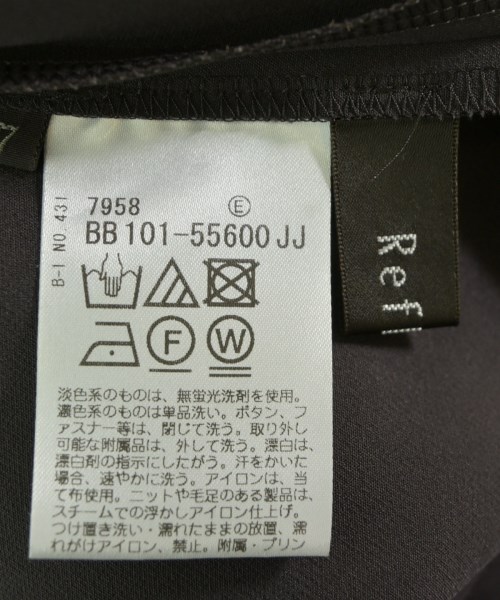 B-I NO.431
7958 Ⓔ
BB101-55600JJ
F W
淡色系のものは、無蛍光洗剤を使用。
濃色系のものは単品洗い。ボタン、フ
ァスナー等は、閉じて洗う。取り外し
可能な附属品は、外して洗う。漂白は、
漂白剤の指示にしたがう。汗をかいた
場合、速やかに洗う。アイロンは、当
て布使用。ニットや毛足のある製品は、
スチームでの浮かしアイロン仕上げ。
つけ置き洗い・濡れたままの放置、濡
れがけアイロン、禁止。附属・プリン
Ref